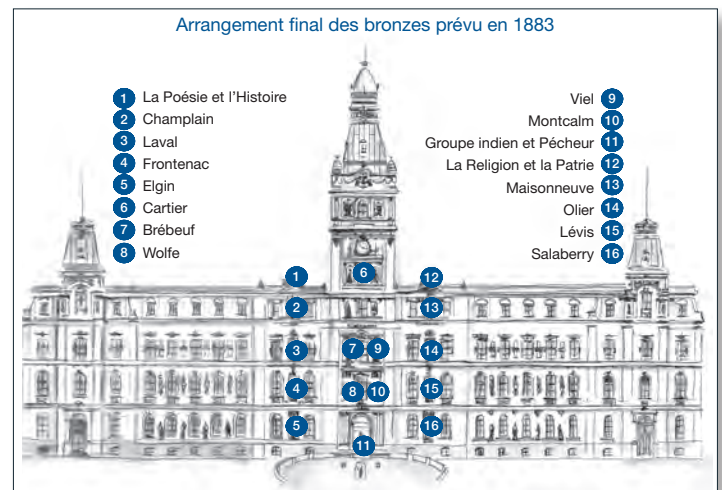 Arrangement final des bronzes prévu en 1883
1 La Poésie et l'Histoire
2 Champlain
3 Laval
4 Frontenac
5 Elgin
6 Cartier
7 Brébeuf
8 Wolfe
Viel 9
Montcalm 10
Groupe indien et Pécheur 11
La Religion et la Patrie 12
Maisonneuve 13
Olier 14
Lévis 15
Salaberry 16
1 6 12
2 13
3 7 9 14
4 8 10 15
5 16
11